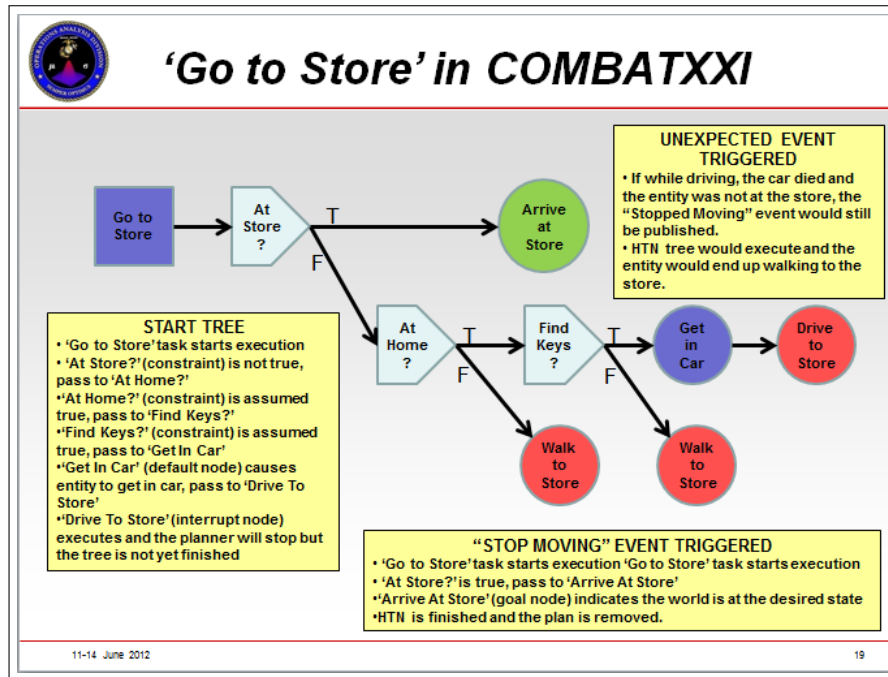 OPERATIONS ANALYSIS DIVISION
SEMPER OPTIMUS
‘Go to Store’ in COMBATXXI
UNEXPECTED EVENT
TRIGGERED
• If while driving, the car died and
the entity was not at the store, the
“Stopped Moving” event would still
be published.
• HTN tree would execute and the
entity would end up walking to the
store.
Go to
Store
At
Store
?
T
F
Arrive
at
Store
At
Home
?
T
F
Find
Keys
?
T
F
Get
in
Car
Drive
to
Store
Walk
to
Store
Walk
to
Store
START TREE
• ‘Go to Store’ task starts execution
• ‘At Store?’ (constraint) is not true,
pass to ‘At Home?’
•‘At Home?’ (constraint) is assumed
true, pass to ‘Find Keys?’
•‘Find Keys?’ (constraint) is assumed
true, pass to ‘Get In Car’
•‘Get In Car’ (default node) causes
entity to get in car, pass to ‘Drive To
Store’
•‘Drive To Store’ (interrupt node)
executes and the planner will stop but
the tree is not yet finished
“STOP MOVING” EVENT TRIGGERED
• ‘Go to Store’ task starts execution ‘Go to Store’ task starts execution
• ‘At Store?’ is true, pass to ‘Arrive At Store’
•‘Arrive At Store’ (goal node) indicates the world is at the desired state
•HTN is finished and the plan is removed.
11-14 June 2012
19